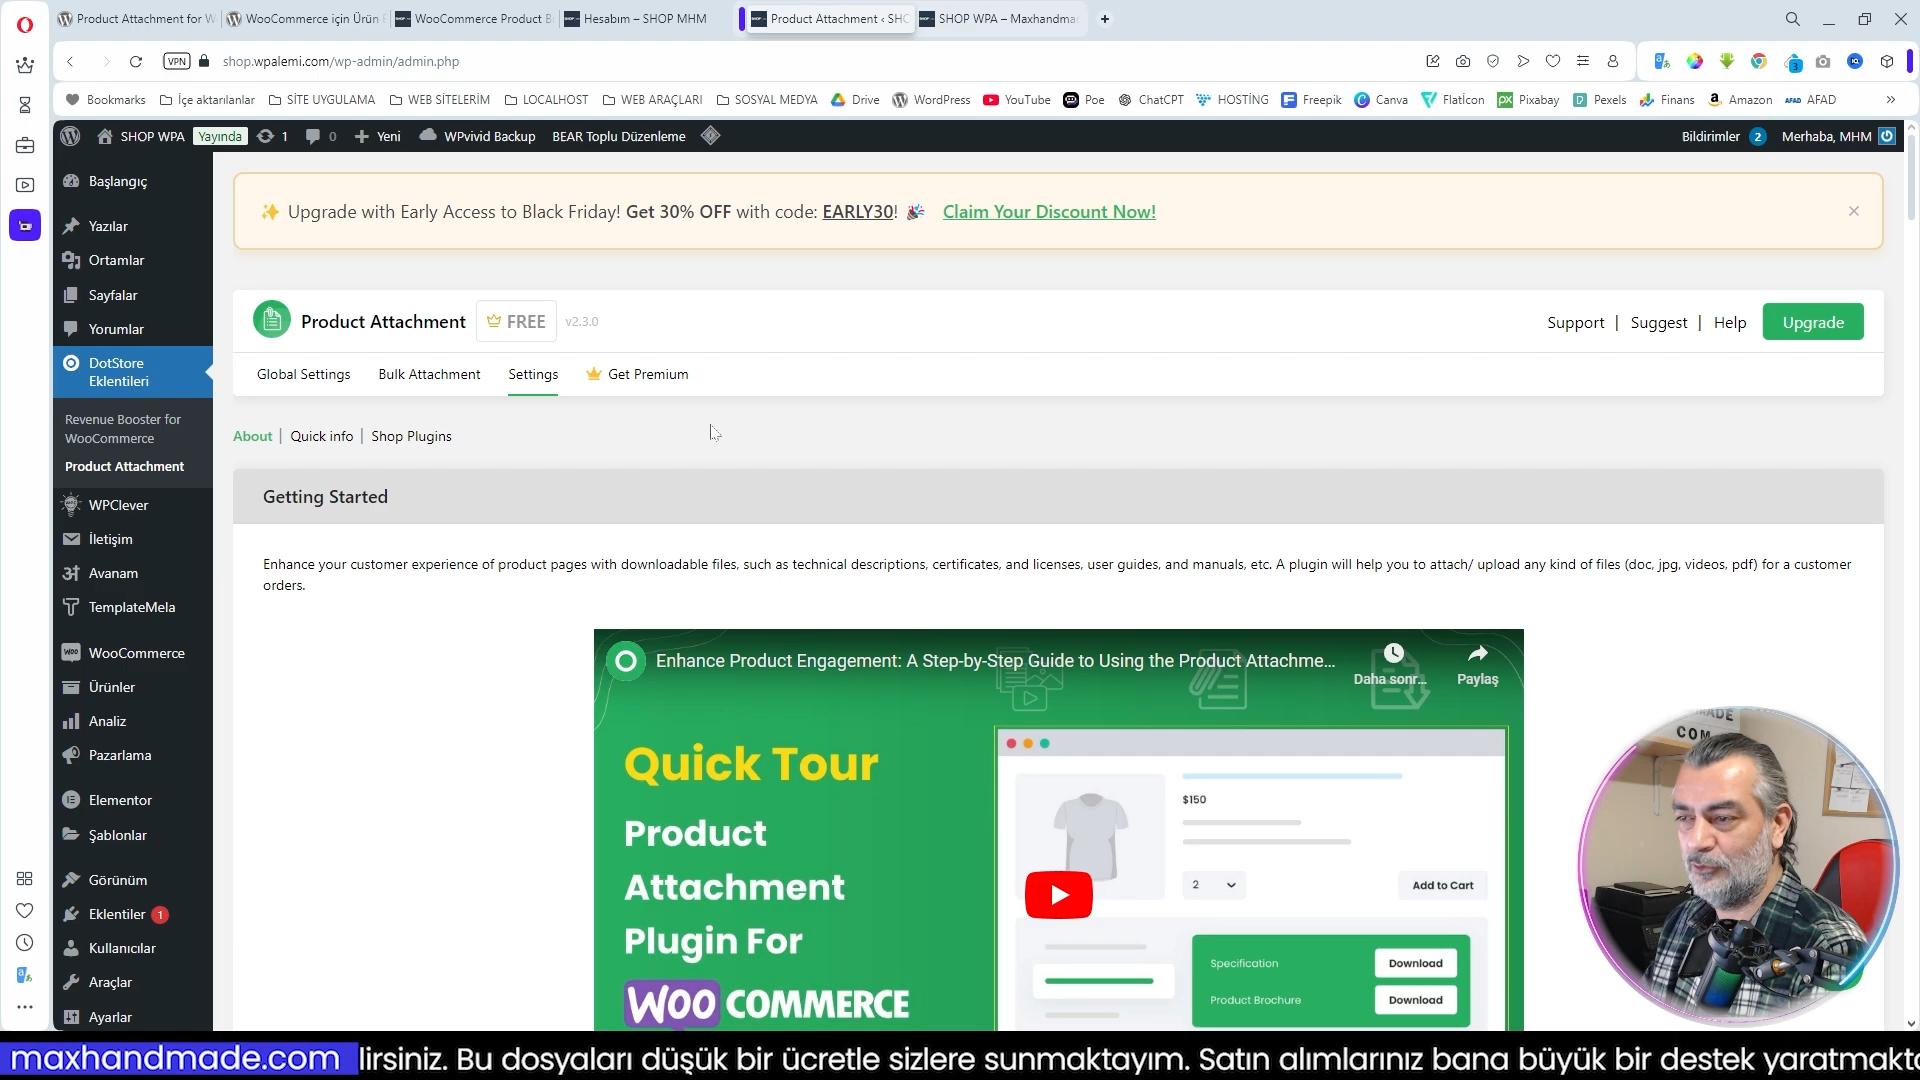 Product Attachment for W
WooCommerce için Ürün E
WooCommerce Product B
Hesabım – SHOP MHM
Product Attachment ‹ SHO
SHOP WPA – Maxhandmad
VPN
shop.wpalemi.com/wp-admin/admin.php
3
Bookmarks
İçe aktarılanlar
SİTE UYGULAMA
WEB SİTELERİM
LOCALHOST
WEB ARAÇLARI
SOSYAL MEDYA
Drive
WordPress
YouTube
Poe
ChatGPT
HOSTİNG
Freepik
Canva
Flatİcon
Pixabay
Pexels
Finans
Amazon
AFAD
SHOP WPA
Yayında
1
0
Yeni
WPvivid Backup
BEAR Toplu Düzenleme
Bildirimler 2
Merhaba, MHM
Başlangıç
Yazılar
Ortamlar
Sayfalar
Yorumlar
DotStore
Eklentileri
Revenue Booster for
WooCommerce
Product Attachment
WPClever
İletişim
Avanam
TemplateMela
WooCommerce
Ürünler
Analiz
Pazarlama
Elementor
Şablonlar
Görünüm
Eklentiler 1
Kullanıcılar
Araçlar
Ayarlar
Upgrade with Early Access to Black Friday! Get 30% OFF with code: EARLY30! Claim Your Discount Now!
Product Attachment
FREE
v2.3.0
Support | Suggest | Help
Upgrade
Global Settings
Bulk Attachment
Settings
Get Premium
About | Quick info | Shop Plugins
Getting Started
Enhance your customer experience of product pages with downloadable files, such as technical descriptions, certificates, and licenses, user guides, and manuals, etc. A plugin will help you to attach/ upload any kind of files (doc, jpg, videos, pdf) for a customer
orders.
Enhance Product Engagement: A Step-by-Step Guide to Using the Product Attachme...
Daha sonr...
Paylaş
Quick Tour
Product
Attachment
Plugin For
WOO COMMERCE
$150
2
Add to Cart
Specification
Download
Product Brochure
Download
COM
maxhandmade.com
lirsiniz. Bu dosyaları düşük bir ücretle sizlere sunmaktayım. Satın alımlarınız bana büyük bir destek yaratmakta